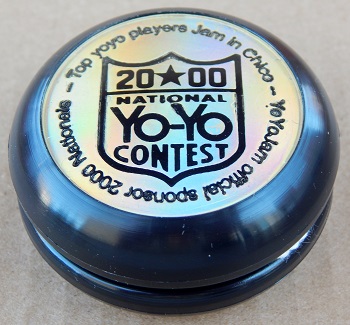 Top yoyo players Jam in Chico -- YoYoJam official sponsor 2000 Nationals --
20★00
NATIONAL
YO-YO
CONTEST